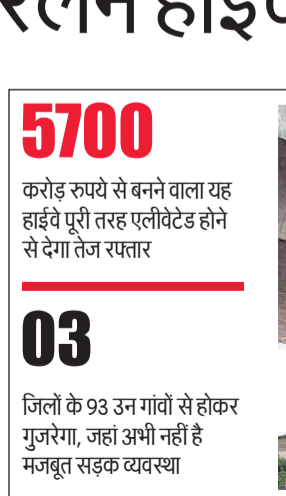 5700
करोड़ रुपये से बनने वाला यह
हाईवे पूरी तरह एलीवेटेड होने
से देगा तेज रफ्तार
03
जिलों के 93 उन गांवों से होकर
गुजरेगा, जहां अभी नहीं है
मजबूत सड़क व्यवस्था